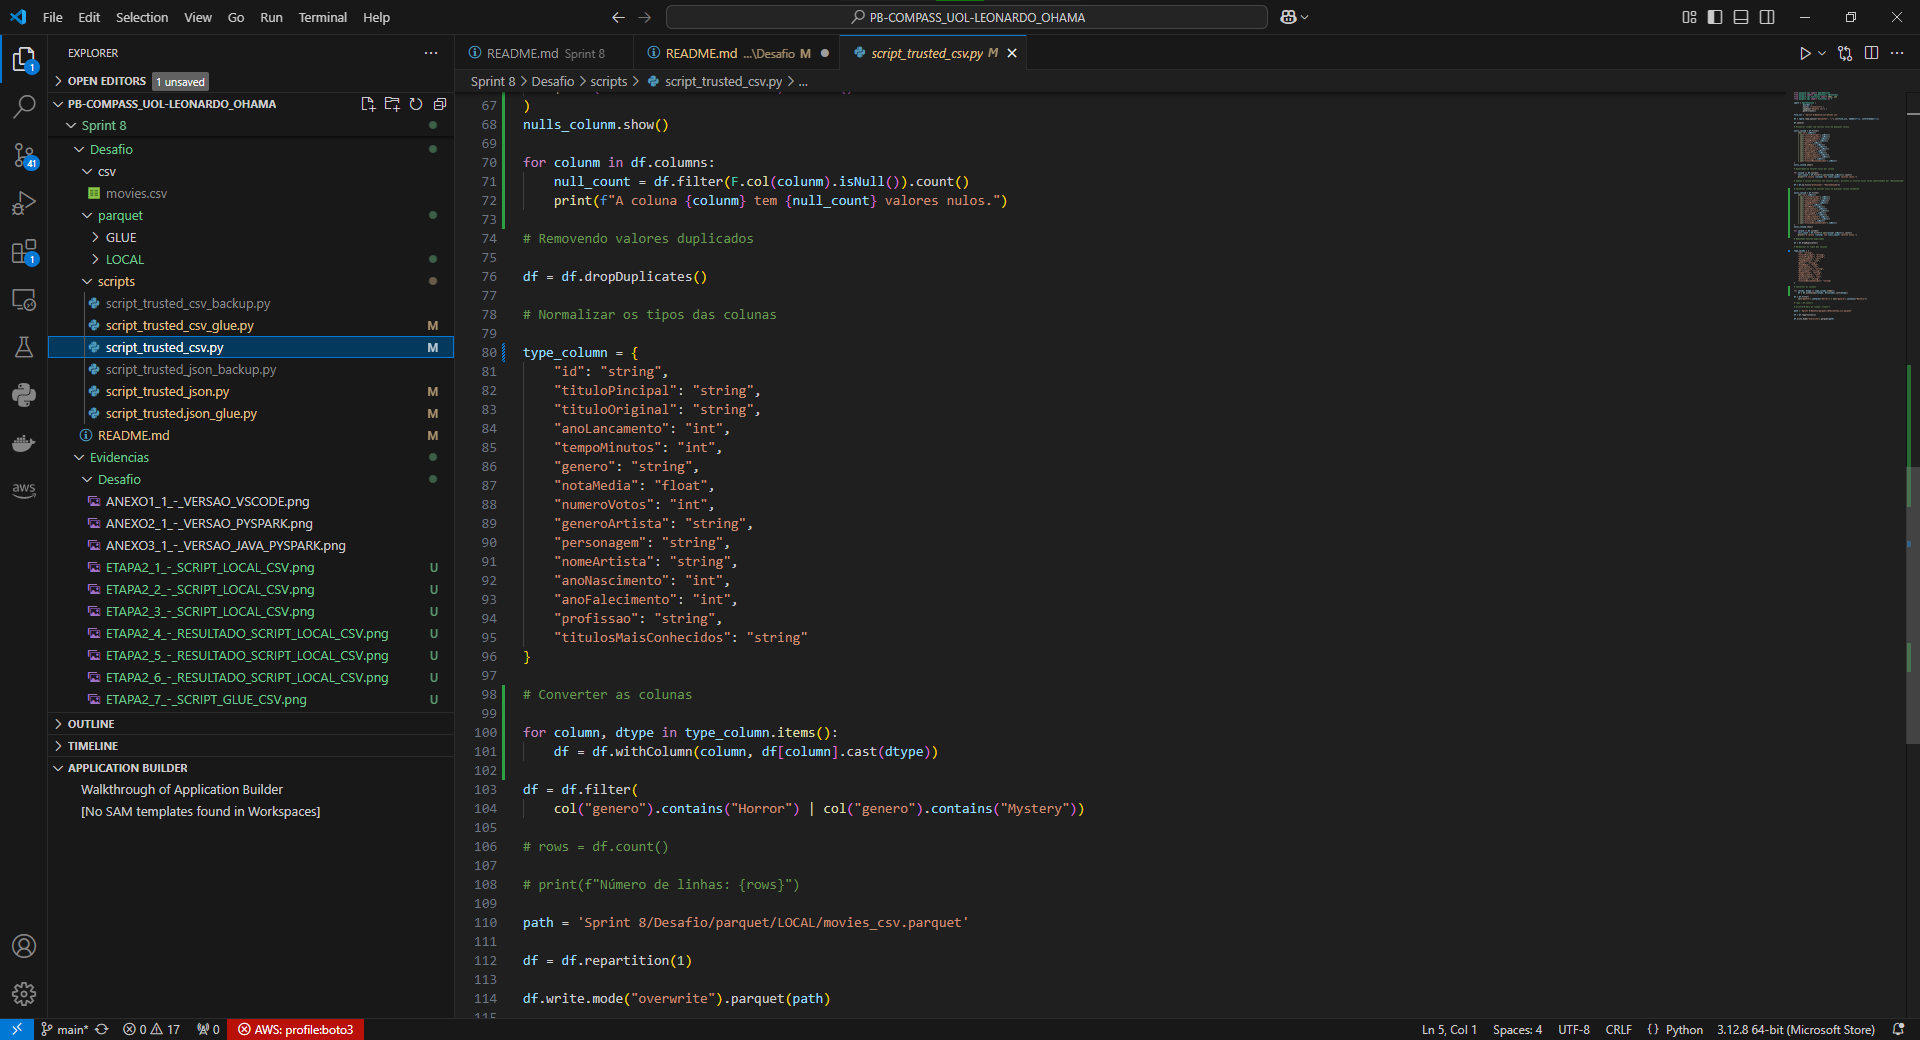 File Edit Selection View Go Run Terminal Help
PB-COMPASS_UOL-LEONARDO_OHAMA
EXPLORER
OPEN EDITORS 1 unsaved
PB-COMPASS_UOL-LEONARDO_OHAMA
Sprint 8
Desafio
csv
movies.csv
parquet
GLUE
LOCAL
scripts
script_trusted_csv_backup.py
script_trusted_csv_glue.py M
script_trusted_csv.py M
script_trusted_json_backup.py
script_trusted_json.py M
script_trusted.json_glue.py M
README.md M
Evidencias
Desafio
ANEXO1_1_-_VERSAO_VSCODE.png
ANEXO2_1_-_VERSAO_PYSPARK.png
ANEXO3_1_-_VERSAO_JAVA_PYSPARK.png
ETAPA2_1_-_SCRIPT_LOCAL_CSV.png U
ETAPA2_2_-_SCRIPT_LOCAL_CSV.png U
ETAPA2_3_-_SCRIPT_LOCAL_CSV.png U
ETAPA2_4_-_RESULTADO_SCRIPT_LOCAL_CSV.png U
ETAPA2_5_-_RESULTADO_SCRIPT_LOCAL_CSV.png U
ETAPA2_6_-_RESULTADO_SCRIPT_LOCAL_CSV.png U
ETAPA2_7_-_SCRIPT_GLUE_CSV.png U
OUTLINE
TIMELINE
APPLICATION BUILDER
Walkthrough of Application Builder
[No SAM templates found in Workspaces]
1
41
1
aws
README.md Sprint 8
README.md ...\Desafio M
script_trusted_csv.py M
Sprint 8 > Desafio > scripts > script_trusted_csv.py > ...
67 )
68 nulls_colunm.show()
69
70 for colunm in df.columns:
71     null_count = df.filter(F.col(colunm).isNull()).count()
72     print(f"A coluna {colunm} tem {null_count} valores nulos.")
73
74 # Removendo valores duplicados
75
76 df = df.dropDuplicates()
77
78 # Normalizar os tipos das colunas
79
80 type_column = {
81     "id": "string",
82     "tituloPincipal": "string",
83     "tituloOriginal": "string",
84     "anoLancamento": "int",
85     "tempoMinutos": "int",
86     "genero": "string",
87     "notaMedia": "float",
88     "numeroVotos": "int",
89     "generoArtista": "string",
90     "personagem": "string",
91     "nomeArtista": "string",
92     "anoNascimento": "int",
93     "anoFalecimento": "int",
94     "profissao": "string",
95     "titulosMaisConhecidos": "string"
96 }
97
98 # Converter as colunas
99
100 for column, dtype in type_column.items():
101     df = df.withColumn(column, df[column].cast(dtype))
102
103 df = df.filter(
104     col("genero").contains("Horror") | col("genero").contains("Mystery"))
105
106 # rows = df.count()
107
108 # print(f"Número de linhas: {rows}")
109
110 path = 'Sprint 8/Desafio/parquet/LOCAL/movies_csv.parquet'
111
112 df = df.repartition(1)
113
114 df.write.mode("overwrite").parquet(path)
115
main* 0 17 0 AWS: profile:boto3
Ln 5, Col 1 Spaces: 4 UTF-8 CRLF {} Python 3.12.8 64-bit (Microsoft Store)